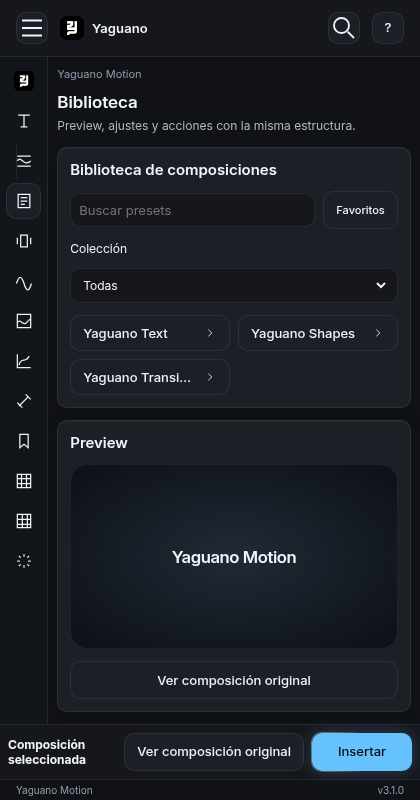 Yaguano
?
Yaguano Motion
Biblioteca
Preview, ajustes y acciones con la misma estructura.
Biblioteca de composiciones
Buscar presets
Favoritos
Colección
Todas
Yaguano Text
Yaguano Shapes
Yaguano Transi...
Preview
Yaguano Motion
Ver composición original
Composición
seleccionada
Ver composición original
Insertar
Yaguano Motion
v3.1.0